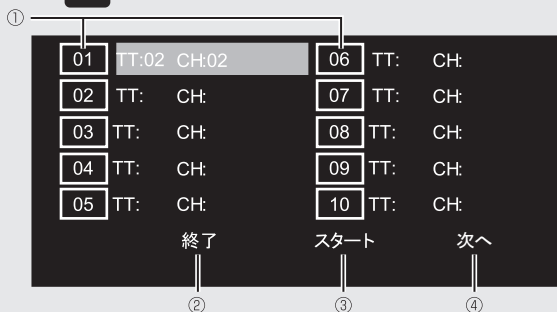 ①
01 TT:02 CH:02 06 TT: CH:
02 TT: CH: 07 TT: CH:
03 TT: CH: 08 TT: CH:
04 TT: CH: 09 TT: CH:
05 TT: CH: 10 TT: CH:
終了 スタート 次へ
② ③ ④